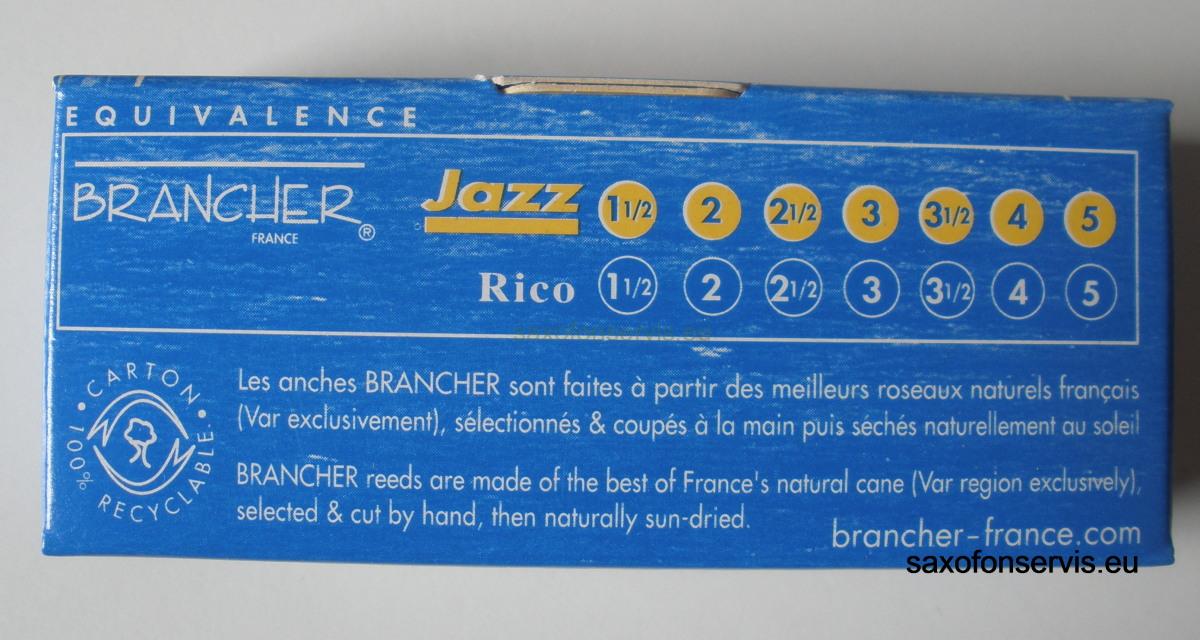 EQUIVALENCE
BRANCHER®
FRANCE
Jazz 1 1/2 2 2 1/2 3 3 1/2 4 5
Rico 1 1/2 2 2 1/2 3 3 1/2 4 5
saxofonservis.eu
CARTON 100% RECYCLABLE
Les anches BRANCHER sont faites à partir des meilleurs roseaux naturels français
(Var exclusivement), sélectionnés & coupés à la main puis séchés naturellement au soleil
BRANCHER reeds are made of the best of France's natural cane (Var region exclusively),
selected & cut by hand, then naturally sun-dried.
brancher-france.com
saxofonservis.eu